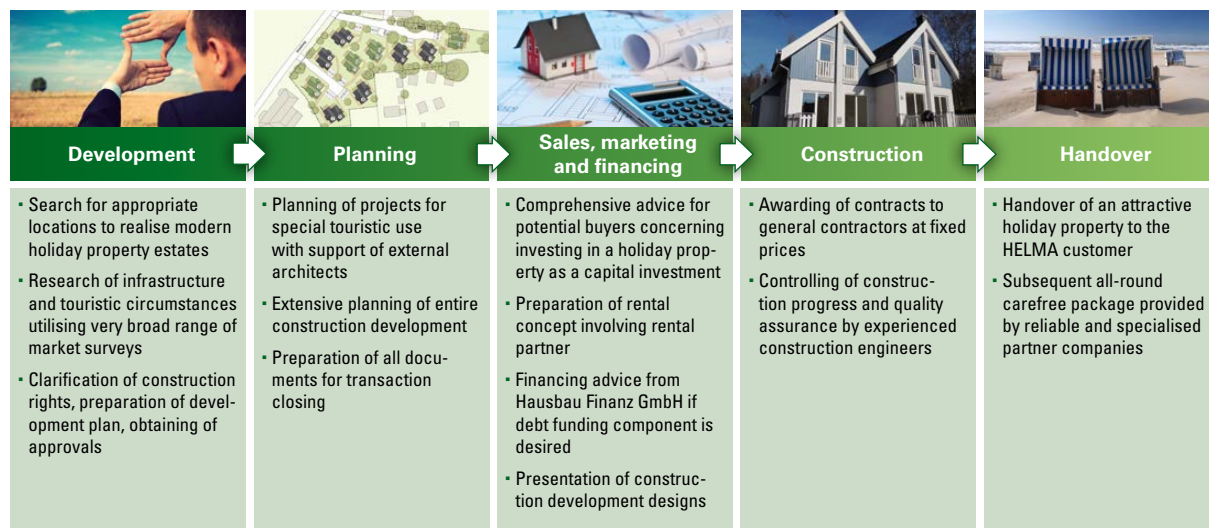 Development
Planning
Sales, marketing
and financing
Construction
Handover
▪ Search for appropriate
locations to realise modern
holiday property estates
▪ Research of infrastructure
and touristic circumstances
utilising very broad range of
market surveys
▪ Clarification of construction
rights, preparation of devel-
opment plan, obtaining of
approvals
▪ Planning of projects for
special touristic use
with support of external
architects
▪ Extensive planning of entire
construction development
▪ Preparation of all docu-
ments for transaction
closing
▪ Comprehensive advice for
potential buyers concerning
investing in a holiday prop-
erty as a capital investment
▪ Preparation of rental
concept involving rental
partner
▪ Financing advice from
Hausbau Finanz GmbH if
debt funding component is
desired
▪ Presentation of construc-
tion development designs
▪ Awarding of contracts to
general contractors at fixed
prices
▪ Controlling of construc-
tion progress and quality
assurance by experienced
construction engineers
▪ Handover of an attractive
holiday property to the
HELMA customer
▪ Subsequent all-round
carefree package provided
by reliable and specialised
partner companies